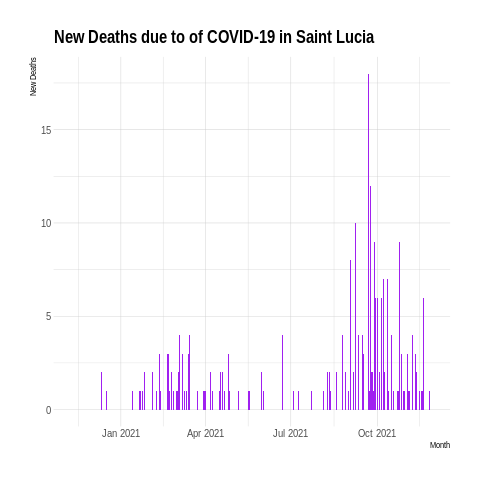 New Deaths due to of COVID-19 in Saint Lucia
New Deaths
15
10
5
0
Jan 2021 Apr 2021 Jul 2021 Oct 2021
Month